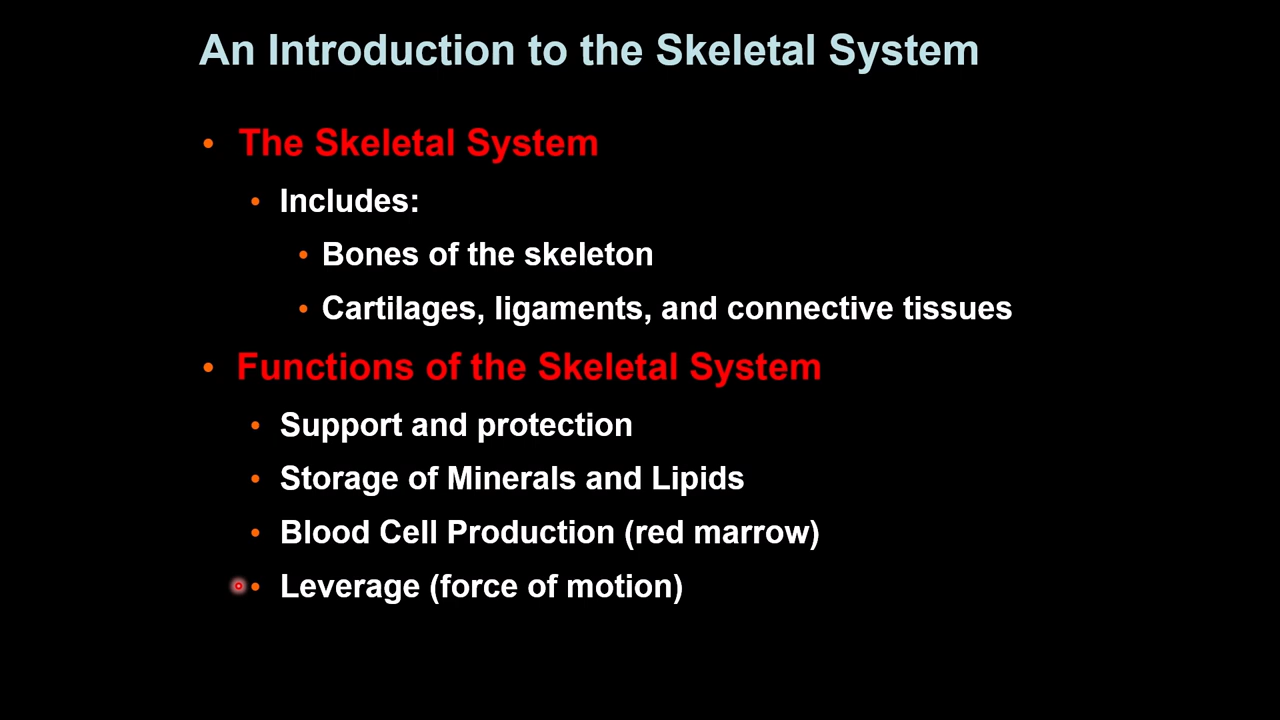 An Introduction to the Skeletal System
• The Skeletal System
• Includes:
• Bones of the skeleton
• Cartilages, ligaments, and connective tissues
• Functions of the Skeletal System
• Support and protection
• Storage of Minerals and Lipids
• Blood Cell Production (red marrow)
• Leverage (force of motion)